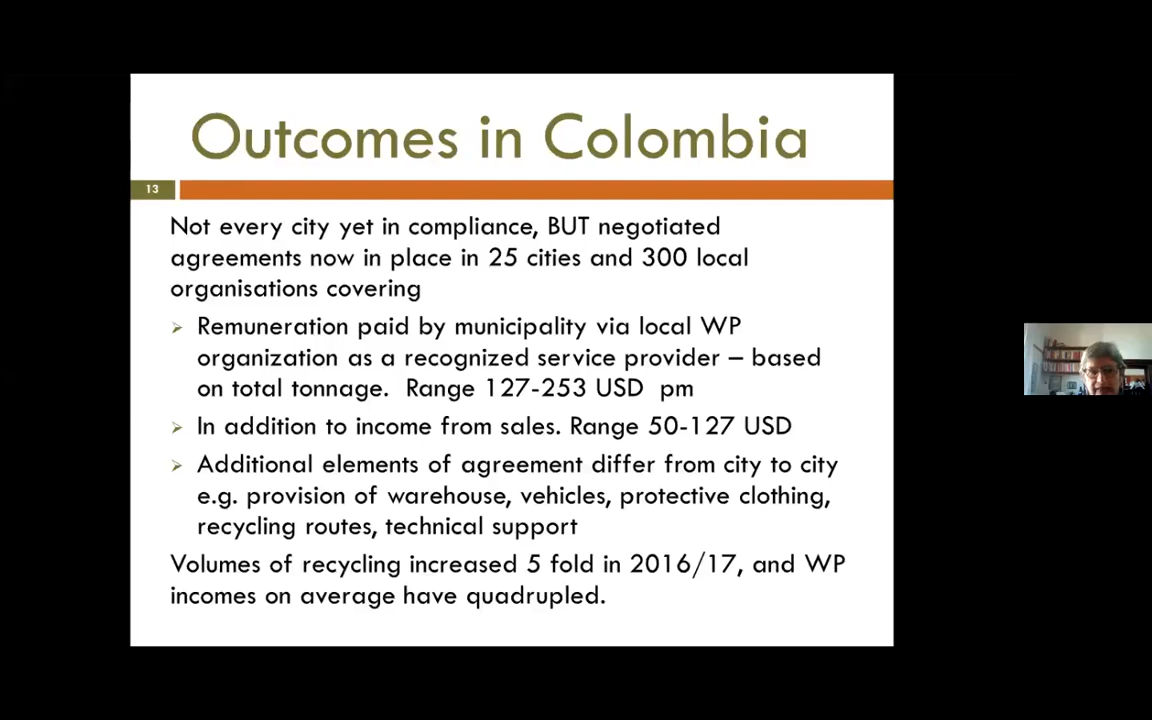 Outcomes in Colombia
13
Not every city yet in compliance, BUT negotiated
agreements now in place in 25 cities and 300 local
organisations covering
➢ Remuneration paid by municipality via local WP
organization as a recognized service provider – based
on total tonnage. Range 127-253 USD pm
➢ In addition to income from sales. Range 50-127 USD
➢ Additional elements of agreement differ from city to city
e.g. provision of warehouse, vehicles, protective clothing,
recycling routes, technical support
Volumes of recycling increased 5 fold in 2016/17, and WP
incomes on average have quadrupled.